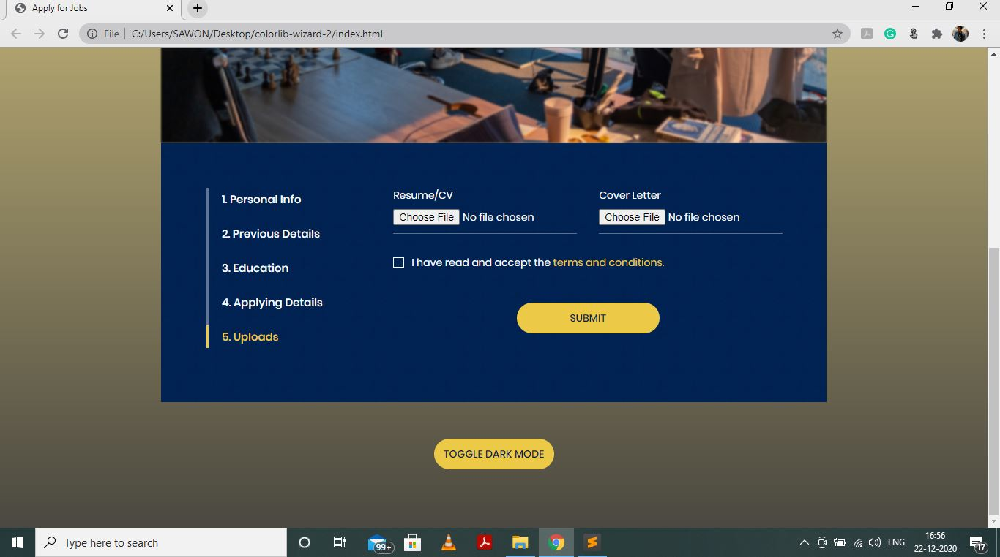 Apply for Jobs
File C:/Users/SAWON/Desktop/colorlib-wizard-2/index.html
1. Personal Info
2. Previous Details
3. Education
4. Applying Details
5. Uploads
Resume/CV
Choose File No file chosen
Cover Letter
Choose File No file chosen
I have read and accept the terms and conditions.
SUBMIT
TOGGLE DARK MODE
Type here to search
99+
ENG
16:56
22-12-2020
17